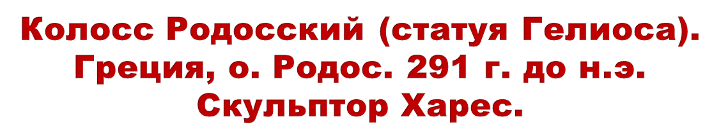 Колосс Родосский (статуя Гелиоса).
Греция, о. Родос. 291 г. до н.э.
Скульптор Харес.